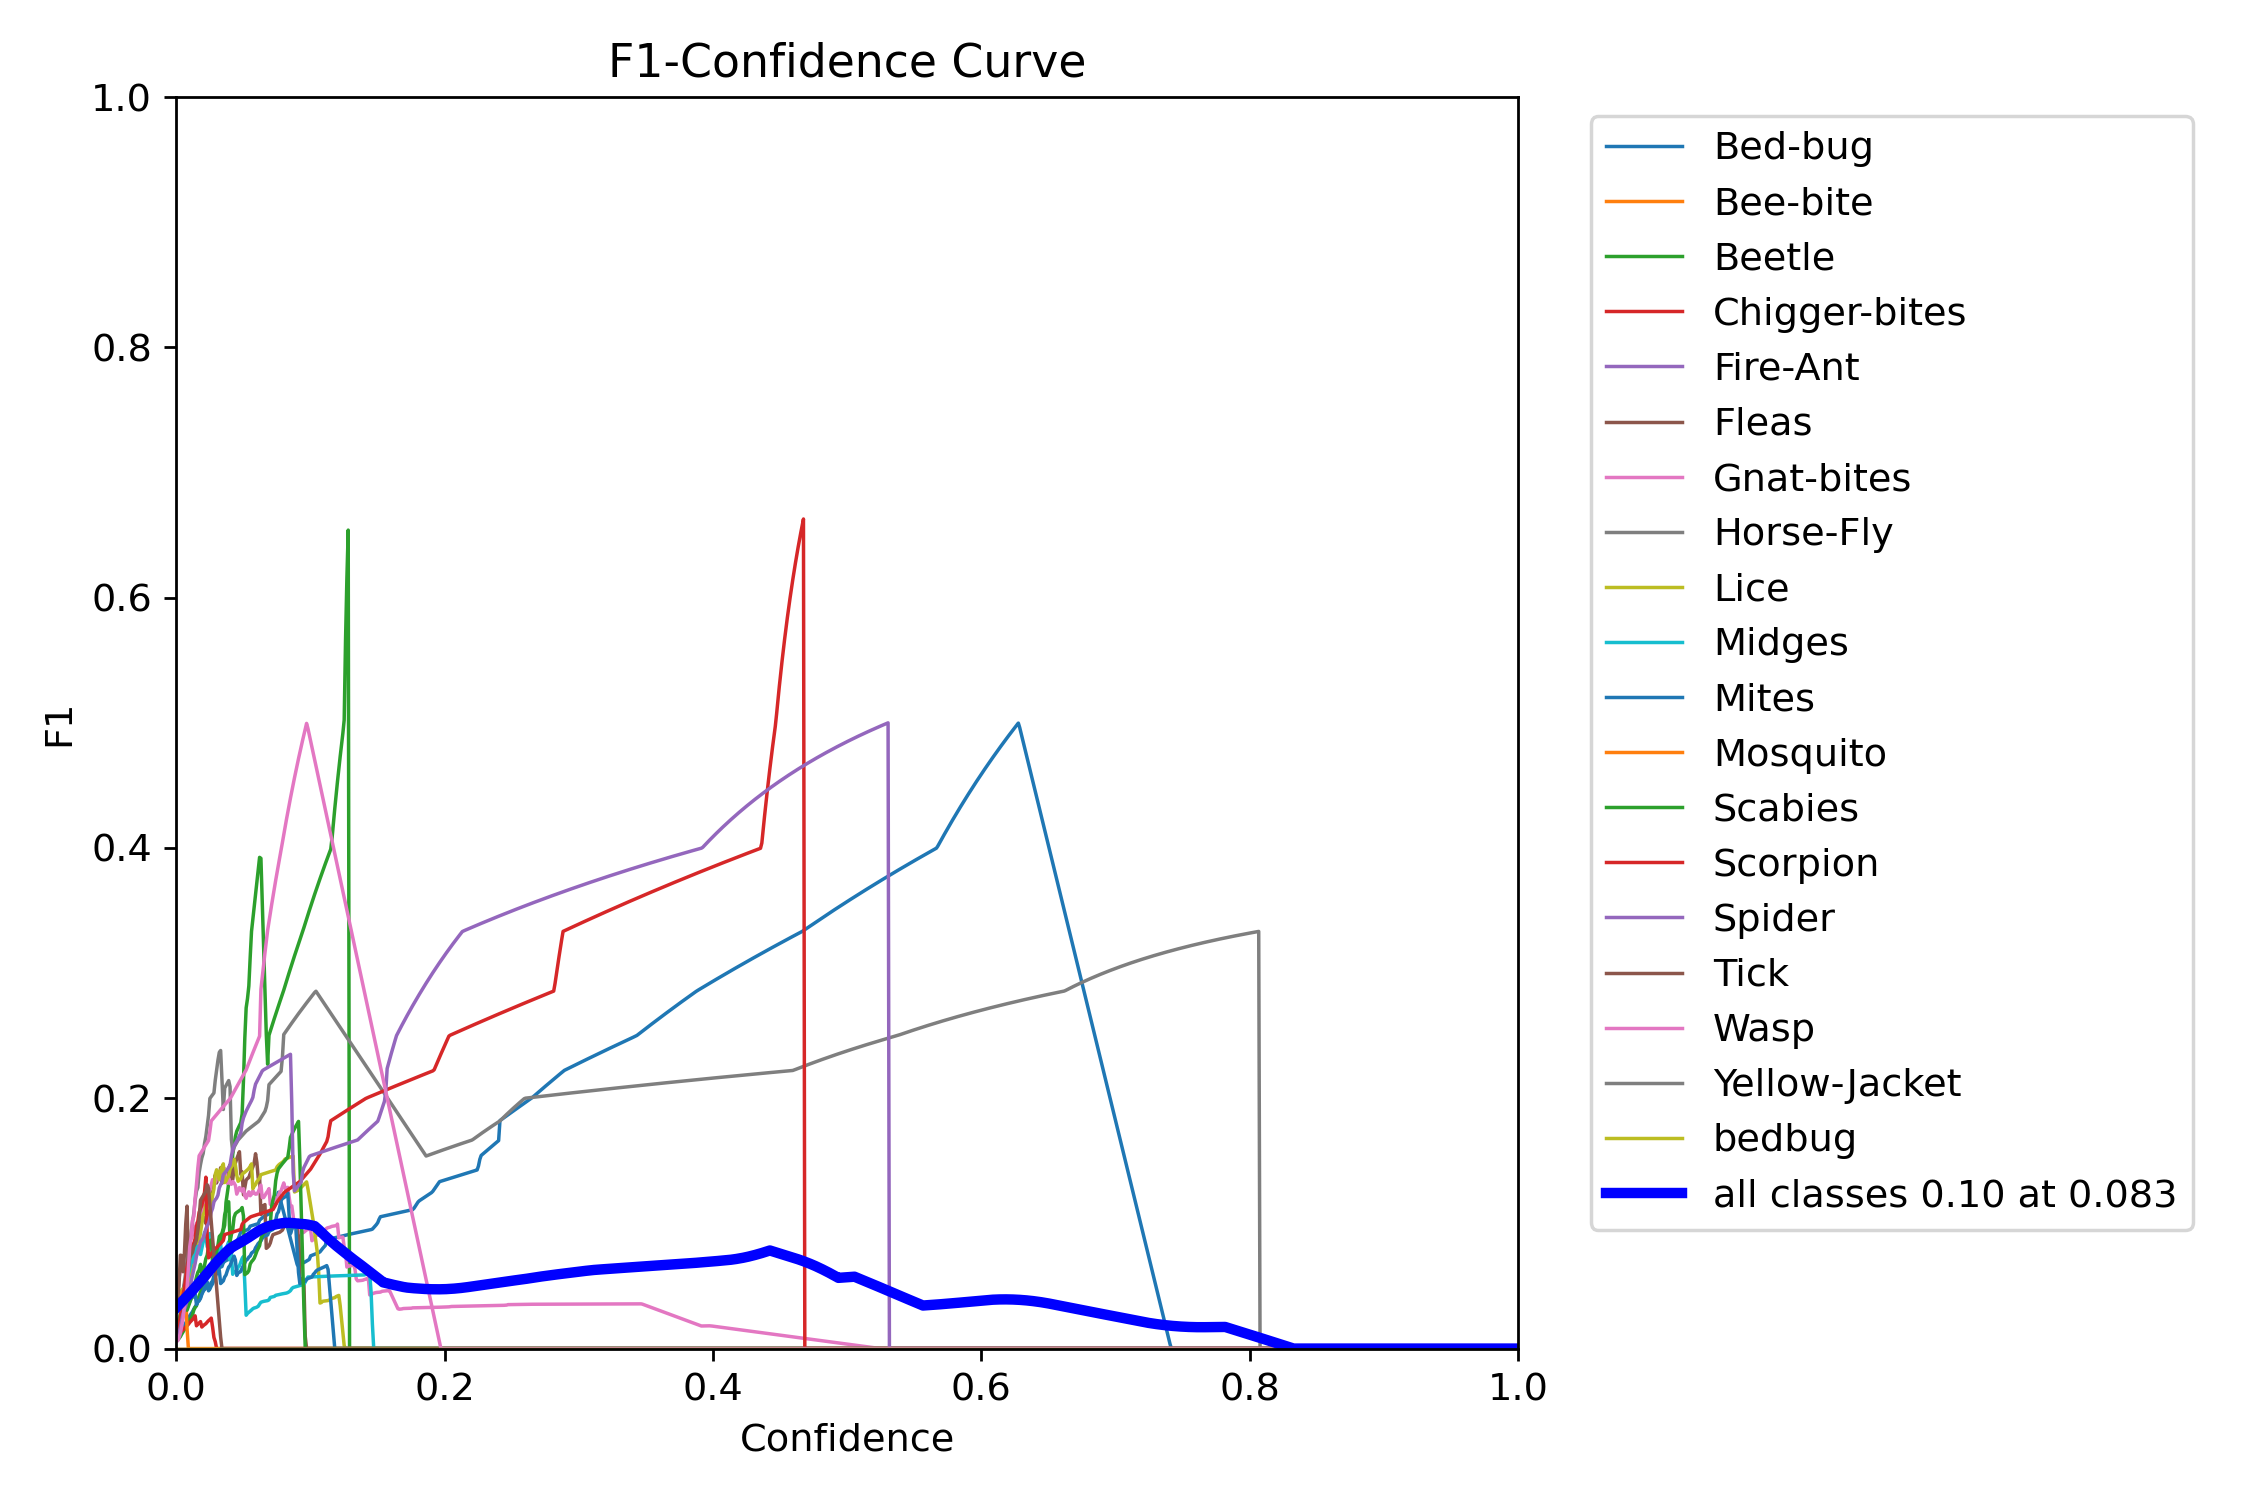 F1-Confidence Curve
1.0
0.8
0.6
0.4
0.2
0.0
F1
0.0 0.2 0.4 0.6 0.8 1.0
Confidence
Bed-bug
Bee-bite
Beetle
Chigger-bites
Fire-Ant
Fleas
Gnat-bites
Horse-Fly
Lice
Midges
Mites
Mosquito
Scabies
Scorpion
Spider
Tick
Wasp
Yellow-Jacket
bedbug
all classes 0.10 at 0.083